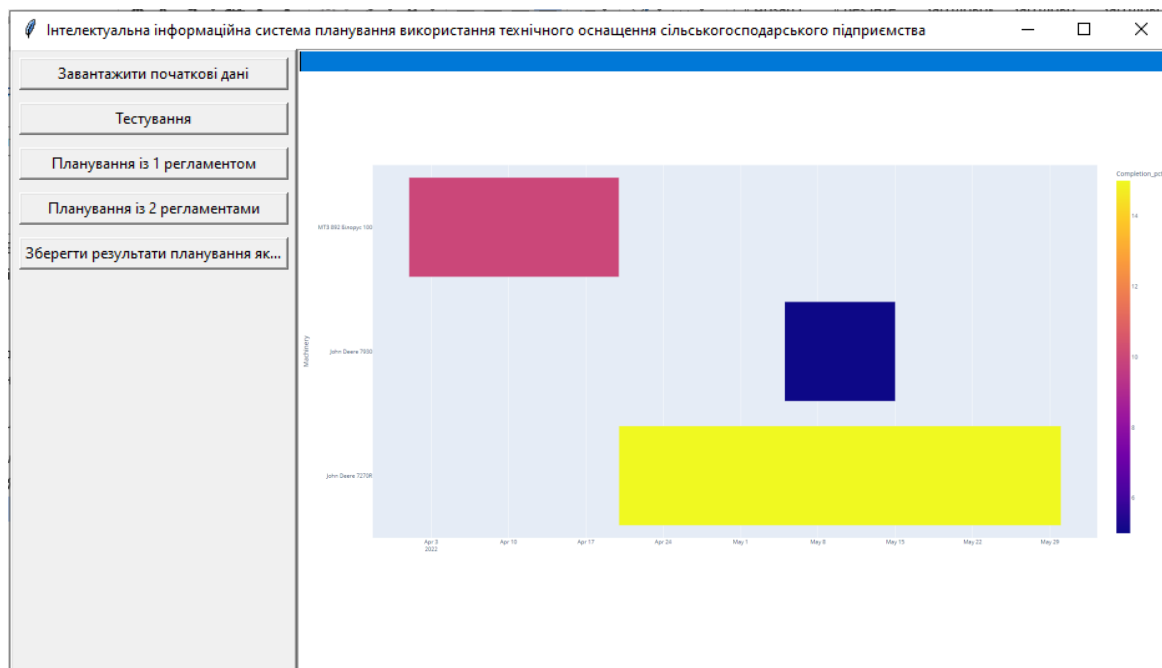 Інтелектуальна інформаційна система планування використання технічного оснащення сільськогосподарського підприємства
Завантажити початкові дані
Тестування
Планування із 1 регламентом
Планування із 2 регламентами
Зберегти результати планування як...
Completion_pct
МТЗ 892 Білорус
John Deere 7930
John Deere
Machinery
14
12
10
8
6
Apr 3
2022
Apr 10
Apr 17
Apr 24
May 1
May 8
May 15
May 22
May 29